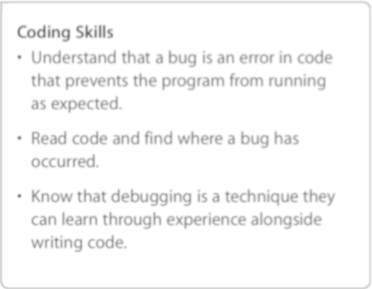 Coding Skills
• Understand that a bug is an error in code
that prevents the program from running
as expected.
• Read code and find where a bug has
occurred.
• Know that debugging is a technique they
can learn through experience alongside
writing code.